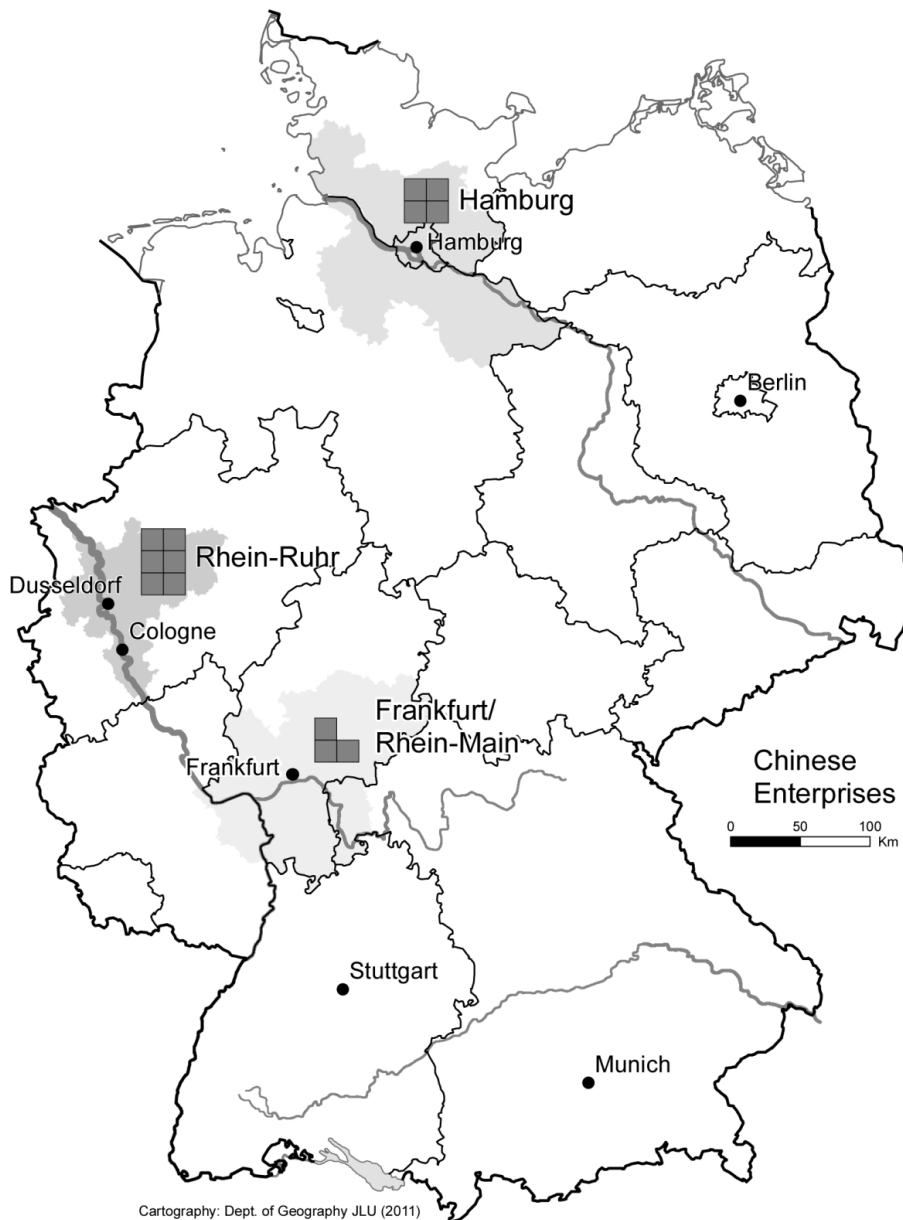 Hamburg
Hamburg
Berlin
Rhein-Ruhr
Dusseldorf
Cologne
Frankfurt/
Rhein-Main
Frankfurt
Chinese
Enterprises
0 50 100
Km
Stuttgart
Munich
Cartography: Dept. of Geography JLU (2011)